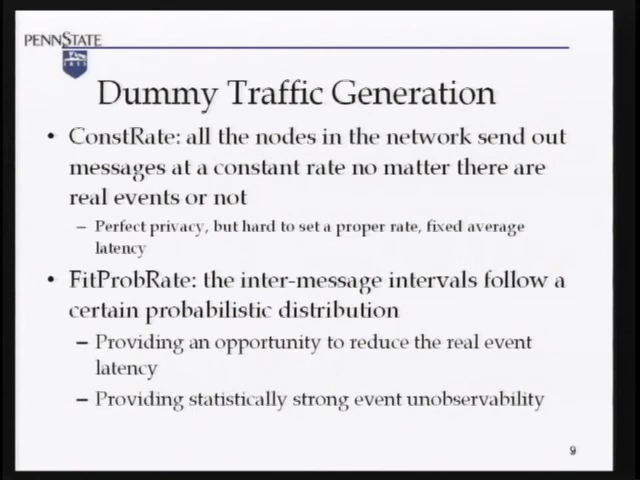 PENNSTATE
1855
Dummy Traffic Generation
• ConstRate: all the nodes in the network send out
messages at a constant rate no matter there are
real events or not
– Perfect privacy, but hard to set a proper rate, fixed average
latency
• FitProbRate: the inter-message intervals follow a
certain probabilistic distribution
– Providing an opportunity to reduce the real event
latency
– Providing statistically strong event unobservability
9